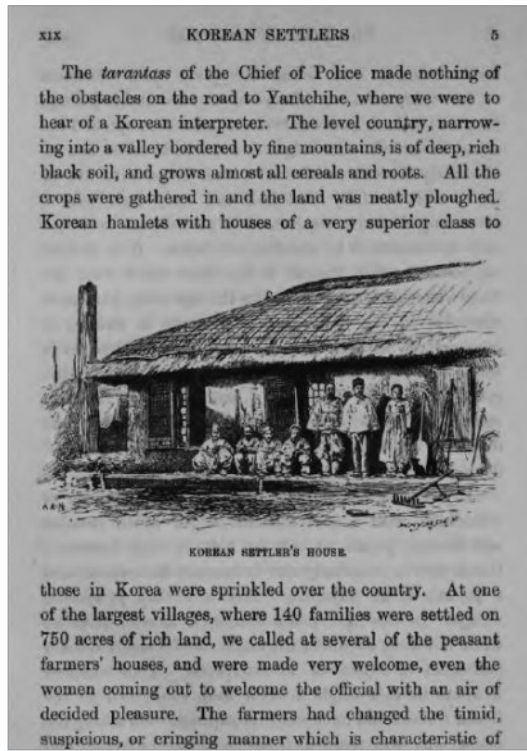 XIX KOREAN SETTLERS 5
The tarantass of the Chief of Police made nothing of
the obstacles on the road to Yantchihe, where we were to
hear of a Korean interpreter. The level country, narrow-
ing into a valley bordered by fine mountains, is of deep, rich
black soil, and grows almost all cereals and roots. All the
crops were gathered in and the land was neatly ploughed.
Korean hamlets with houses of a very superior class to
KOREAN SETTLER'S HOUSE.
those in Korea were sprinkled over the country. At one
of the largest villages, where 140 families were settled on
750 acres of rich land, we called at several of the peasant
farmers' houses, and were made very welcome, even the
women coming out to welcome the official with an air of
decided pleasure. The farmers had changed the timid,
suspicious, or cringing manner which is characteristic of